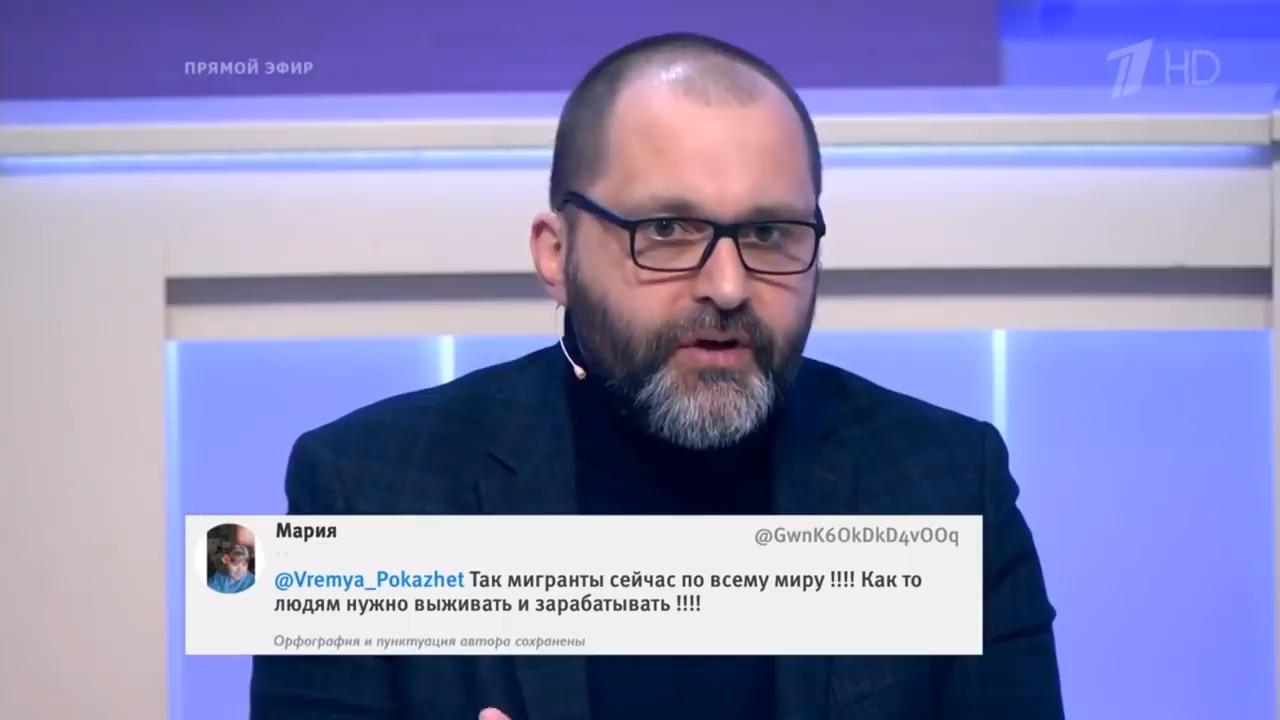 ПРЯМОЙ ЭФИР
1 HD
Мария
@GwnK6OkDkD4vOOq
@Vremya_Pokazhet Так мигранты сейчас по всему миру !!!! Как то
людям нужно выживать и зарабатывать !!!!
Орфография и пунктуация автора сохранены